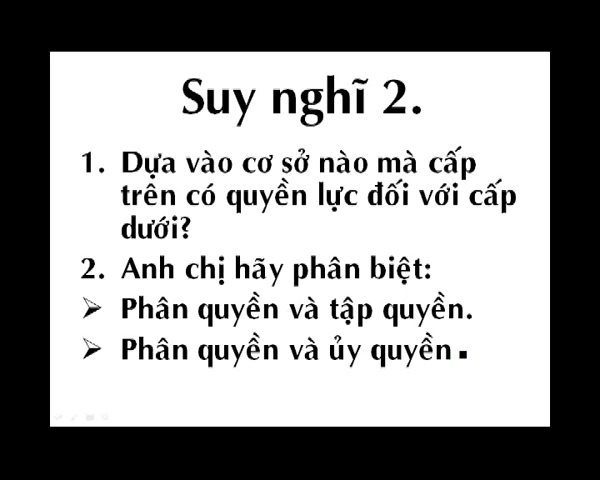 Suy nghĩ 2.
1. Dựa vào cơ sở nào mà cấp
trên có quyền lực đối với cấp
dưới?
2. Anh chị hãy phân biệt:
➢ Phân quyền và tập quyền.
➢ Phân quyền và ủy quyền.